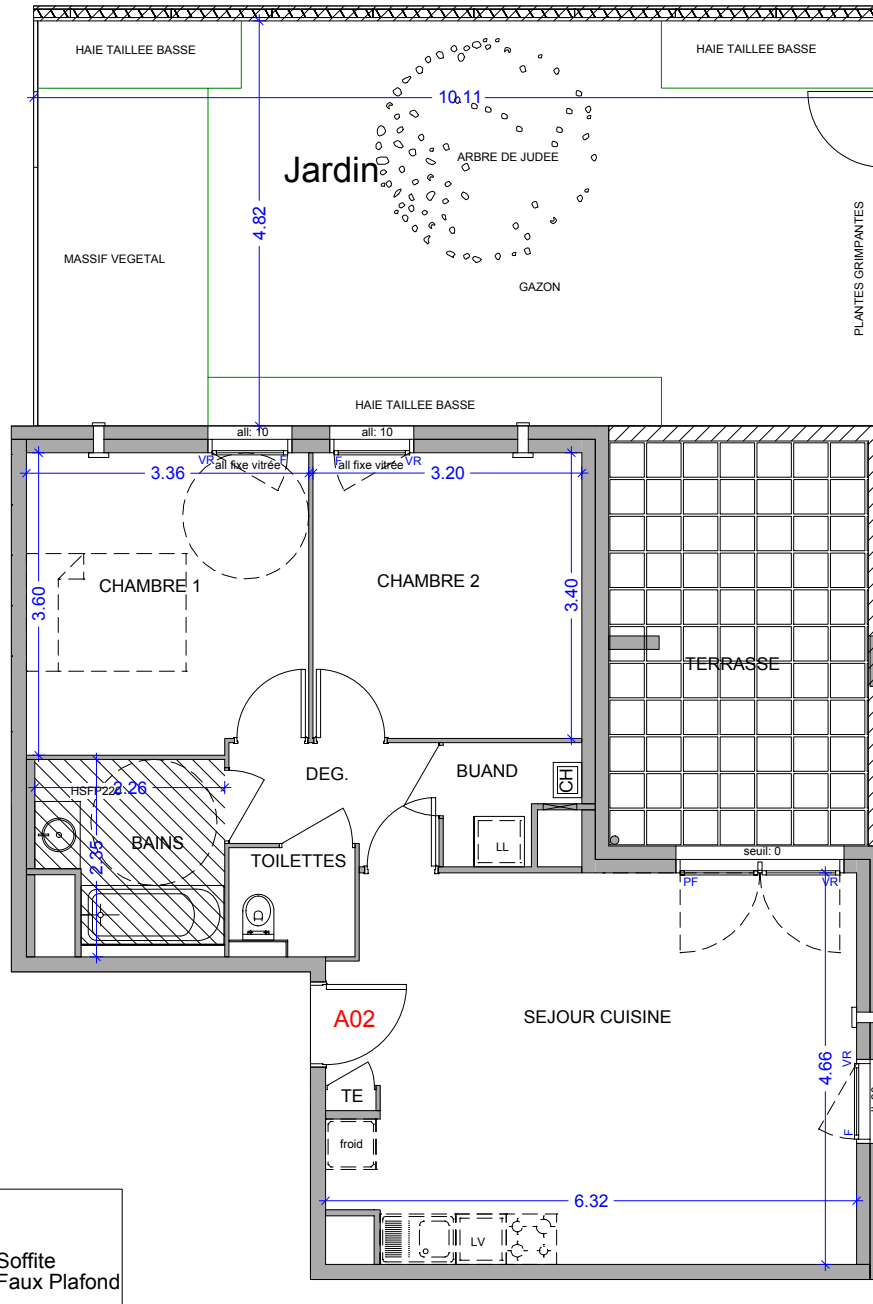 HAIE TAILLEE BASSE
HAIE TAILLEE BASSE
10.11
ARBRE DE JUDEE
Jardin
4.82
PLANTES GRIMPANTES
MASSIF VEGETAL
GAZON
HAIE TAILLEE BASSE
all: 10
all: 10
VR
all fixe vitrée
F
F
all fixe vitrée
VR
3.36
3.20
CHAMBRE 1
CHAMBRE 2
3.60
3.40
TERRASSE
DEG.
BUAND
CH
HSFP220
2.26
BAINS
2.35
TOILETTES
LL
seuil: 0
PF
VR
A02
SEJOUR CUISINE
4.66
VR
F
TE
froid
6.32
LV
Soffite
Faux Plafond